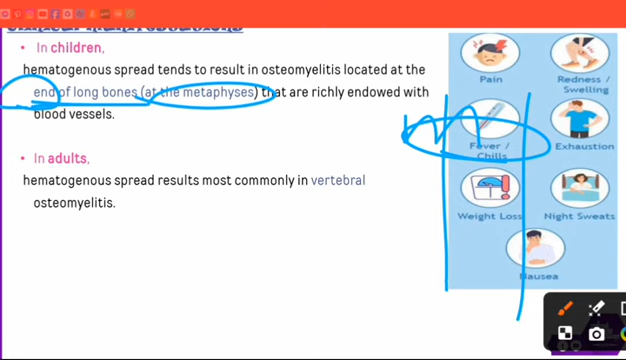 • In children,
hematogenous spread tends to result in osteomyelitis located at the
end of long bones (at the metaphyses) that are richly endowed with
blood vessels.
• In adults,
hematogenous spread results most commonly in vertebral
osteomyelitis.
Pain
Redness /
Swelling
Fever /
Chills
Exhaustion
Weight Loss
Night Sweats
Nausea